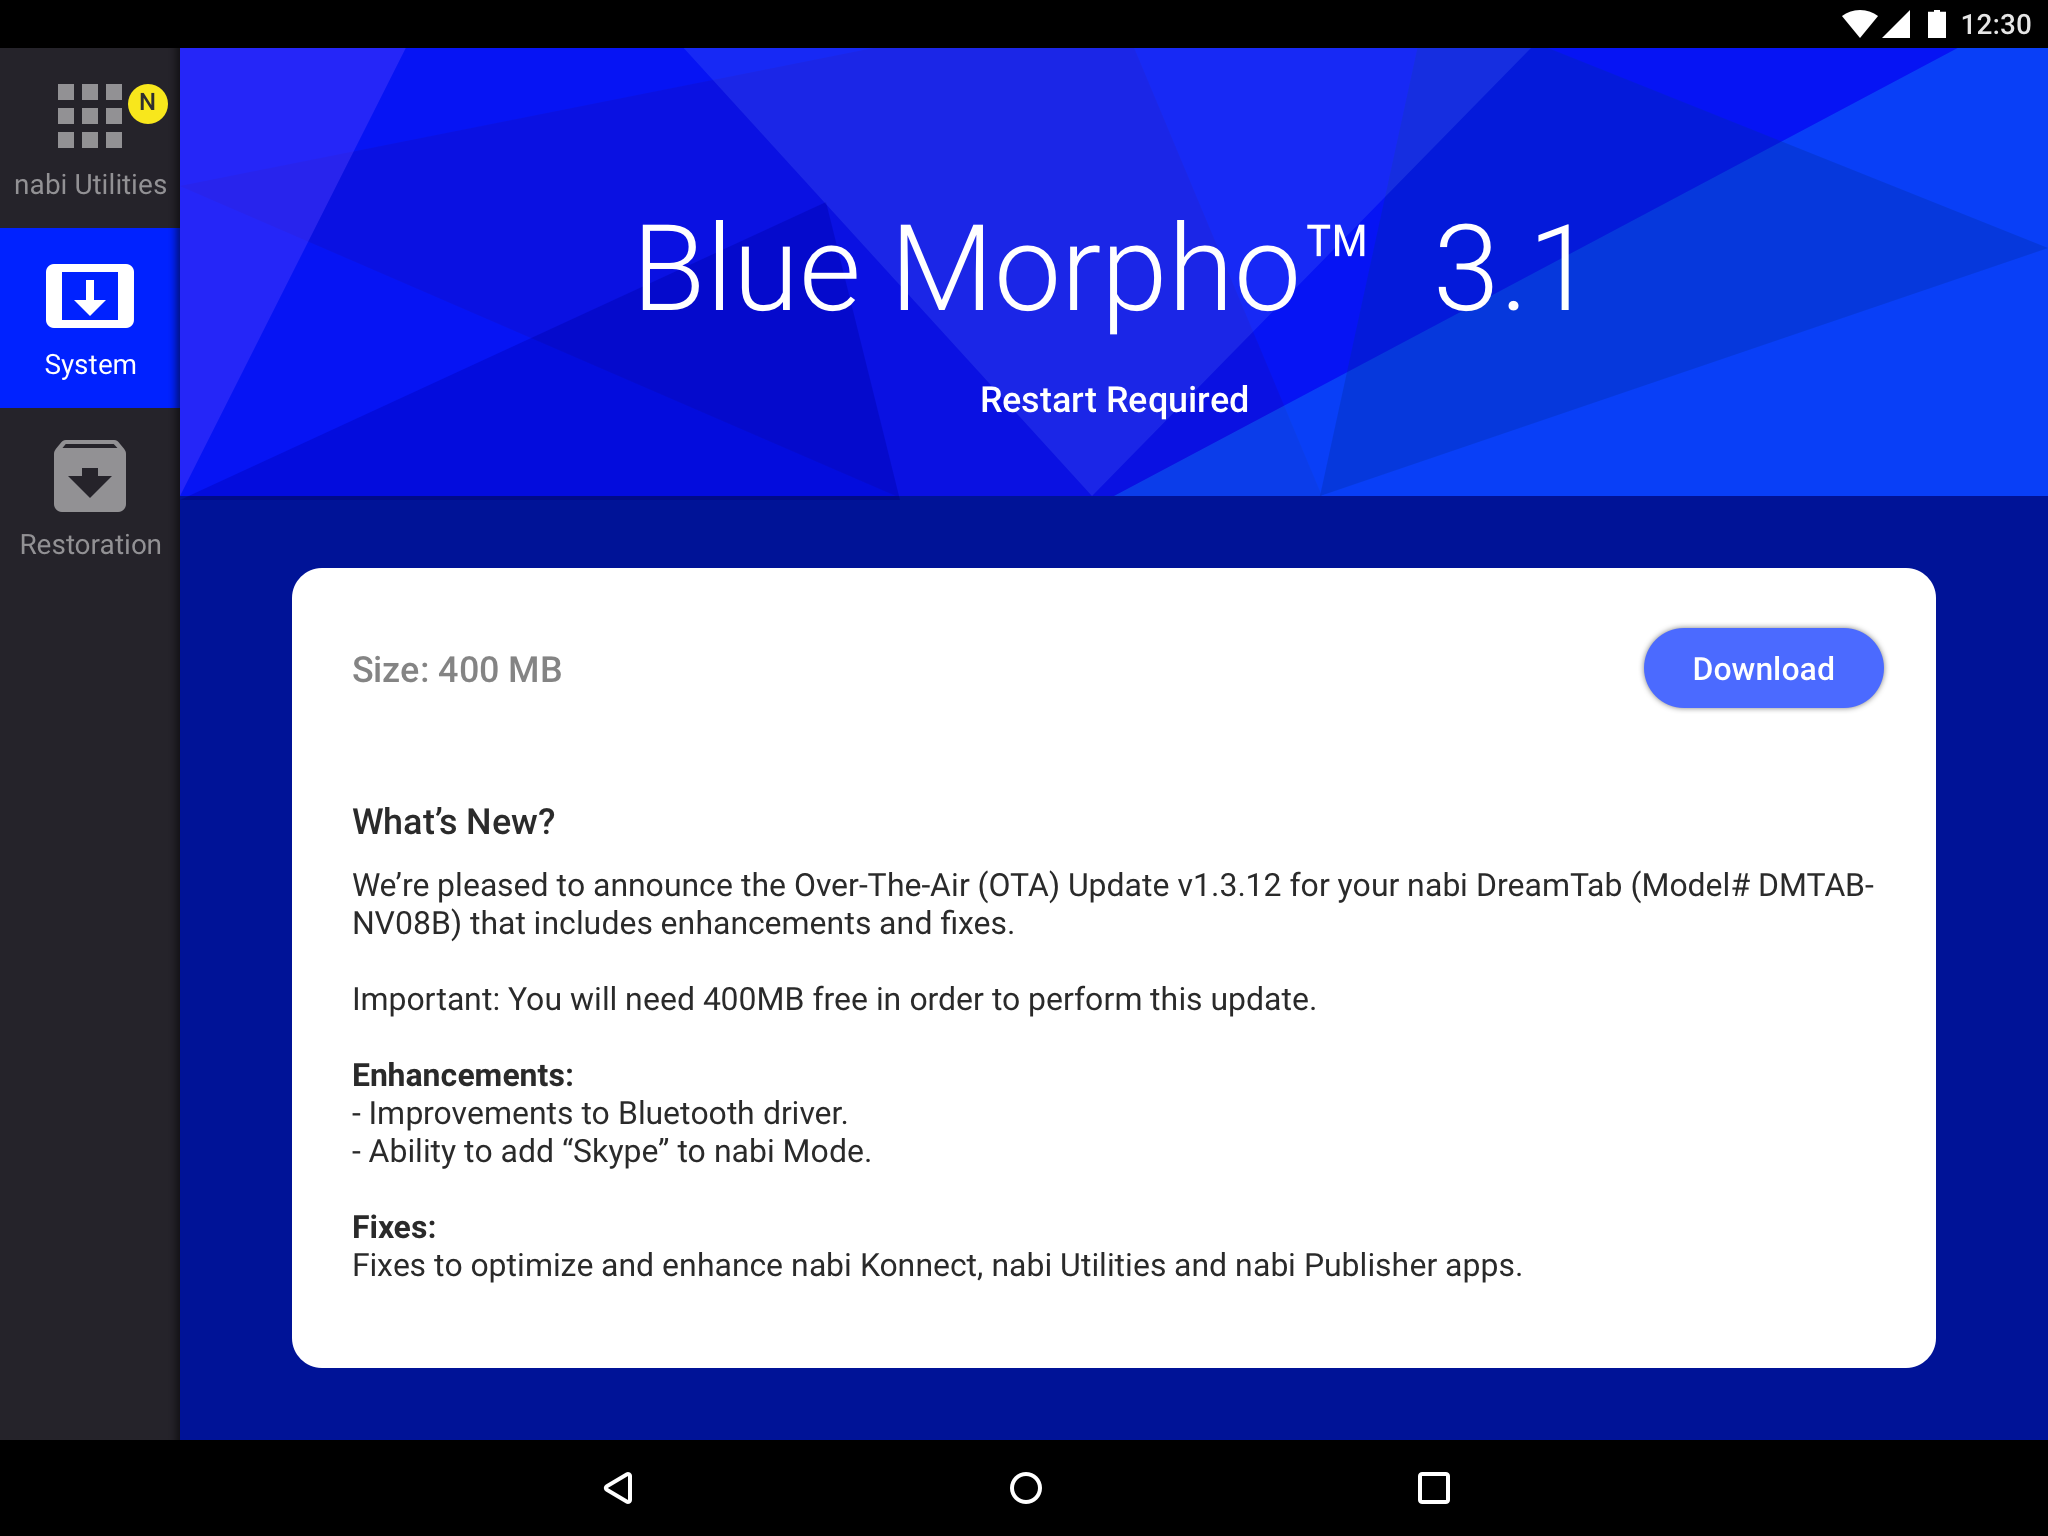 12:30
N
nabi Utilities
System
Restoration
Blue Morpho™ 3.1
Restart Required
Size: 400 MB
Download
What’s New?
We’re pleased to announce the Over-The-Air (OTA) Update v1.3.12 for your nabi DreamTab (Model# DMTAB-
NV08B) that includes enhancements and fixes.
Important: You will need 400MB free in order to perform this update.
Enhancements:
- Improvements to Bluetooth driver.
- Ability to add “Skype” to nabi Mode.
Fixes:
Fixes to optimize and enhance nabi Konnect, nabi Utilities and nabi Publisher apps.